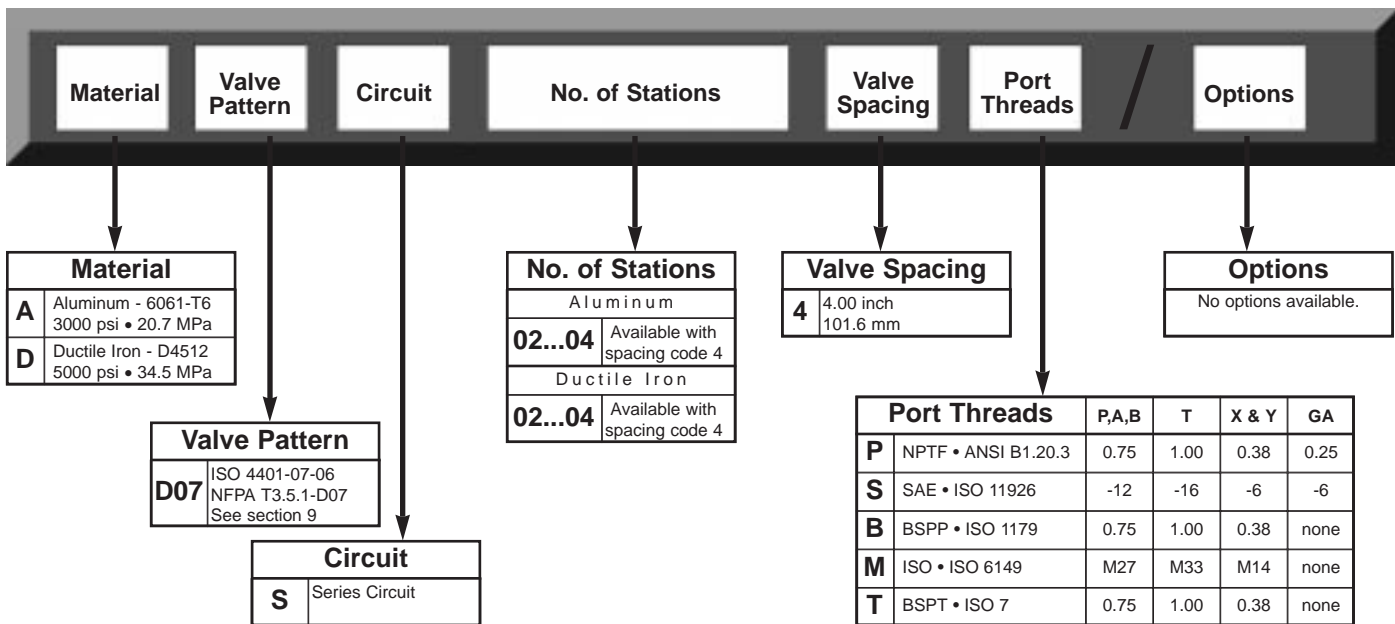 Material
Valve
Pattern
Circuit
No. of Stations
Valve
Spacing
Port
Threads
/
Options
Material
A Aluminum - 6061-T6
3000 psi • 20.7 MPa
D Ductile Iron - D4512
5000 psi • 34.5 MPa
Valve Pattern
D07 ISO 4401-07-06
NFPA T3.5.1-D07
See section 9
Circuit
S Series Circuit
No. of Stations
Aluminum
02...04 Available with
spacing code 4
Ductile Iron
02...04 Available with
spacing code 4
Valve Spacing
4 4.00 inch
101.6 mm
Options
No options available.
Port Threads P,A,B T X & Y GA
P NPTF • ANSI B1.20.3 0.75 1.00 0.38 0.25
S SAE • ISO 11926 -12 -16 -6 -6
B BSPP • ISO 1179 0.75 1.00 0.38 none
M ISO • ISO 6149 M27 M33 M14 none
T BSPT • ISO 7 0.75 1.00 0.38 none